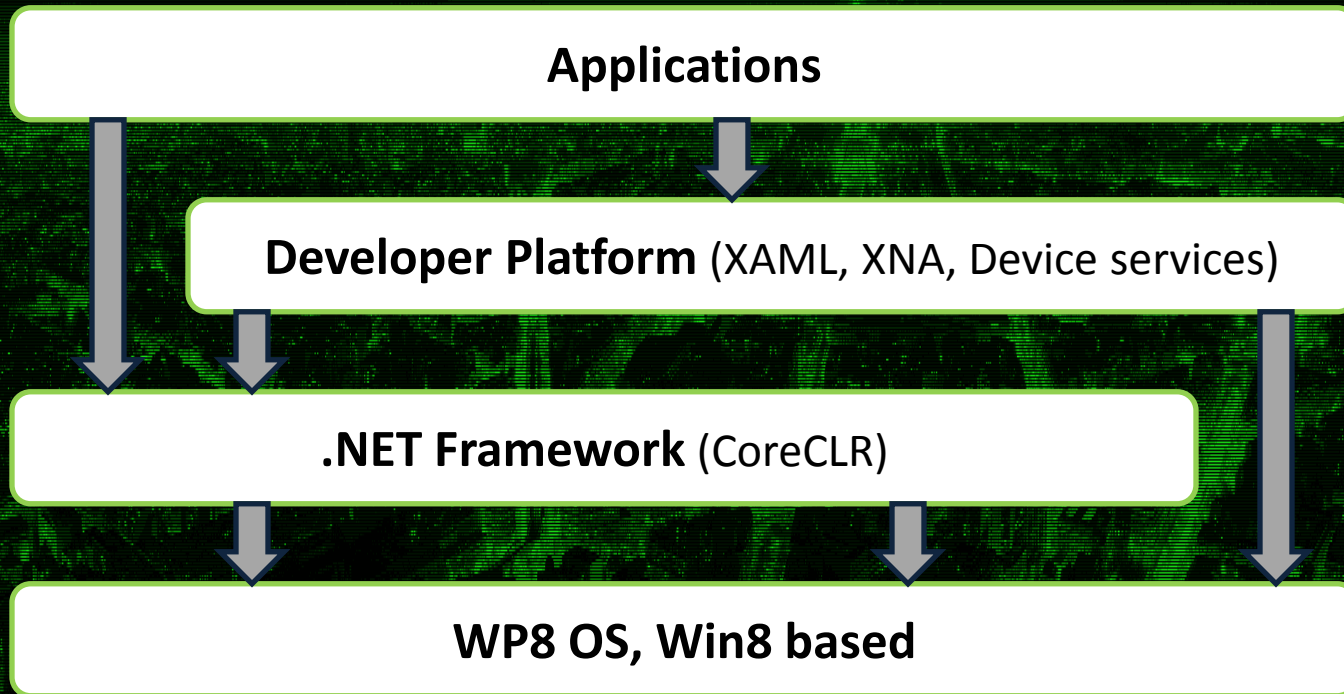 Applications
Developer Platform (XAML, XNA, Device services)
.NET Framework (CoreCLR)
WP8 OS, Win8 based